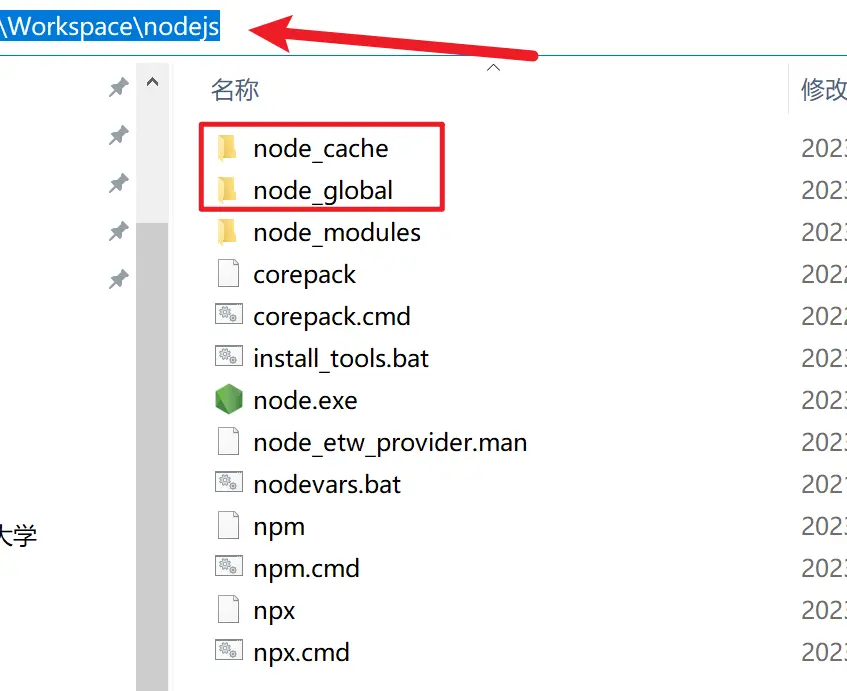 \Workspace\nodejs
名称 修改
node_cache 2023
node_global 2023
node_modules 2023
corepack 2022
corepack.cmd 2022
install_tools.bat 2023
node.exe 2023
node_etw_provider.man 2023
nodevars.bat 2021
npm 2023
大学
npm.cmd 2023
npx 2023
npx.cmd 2023